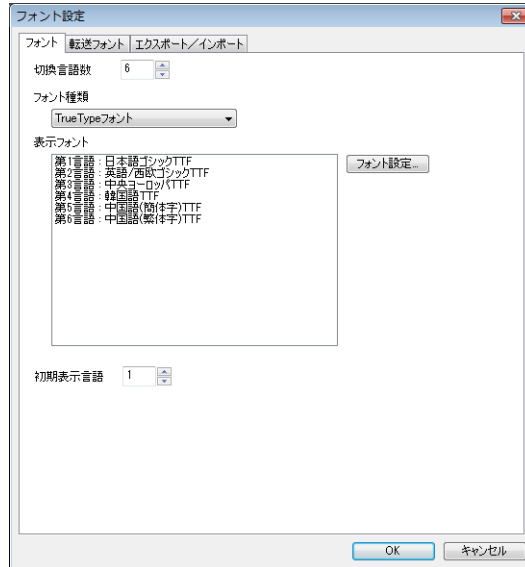 フォント設定
フォント 転送フォント エクスポート／インポート
切換言語数 6
フォント種類
TrueTypeフォント
表示フォント
第1言語：日本語ゴシックTTF
フォント設定...
第2言語：英語/西欧ゴシックTTF
第3言語：中央ヨーロッパTTF
第4言語：韓国語TTF
第5言語：中国語(簡体字)TTF
第6言語：中国語(繁体字)TTF
初期表示言語 1
OK キャンセル